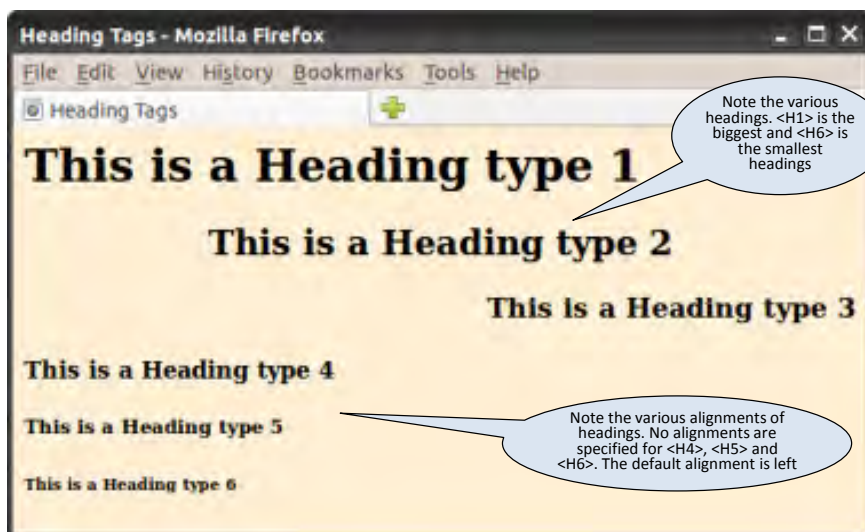 Heading Tags - Mozilla Firefox
File Edit View History Bookmarks Tools Help
Heading Tags
Note the various
headings. <H1> is the
biggest and <H6> is
the smallest
headings
This is a Heading type 1
This is a Heading type 2
This is a Heading type 3
This is a Heading type 4
This is a Heading type 5
Note the various alignments of
headings. No alignments are
specified for <H4>, <H5> and
<H6>. The default alignment is left
This is a Heading type 6